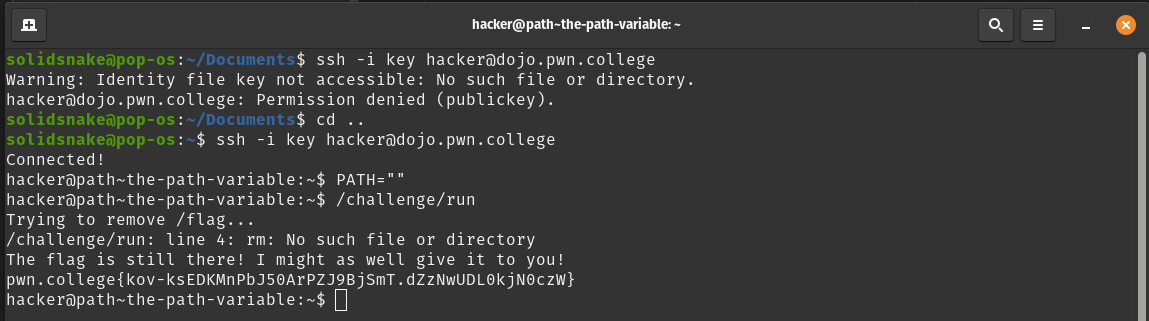 hacker@path~the-path-variable: ~
solidsnake@pop-os:~/Documents$ ssh -i key hacker@dojo.pwn.college
Warning: Identity file key not accessible: No such file or directory.
hacker@dojo.pwn.college: Permission denied (publickey).
solidsnake@pop-os:~/Documents$ cd ..
solidsnake@pop-os:~$ ssh -i key hacker@dojo.pwn.college
Connected!
hacker@path~the-path-variable:~$ PATH=""
hacker@path~the-path-variable:~$ /challenge/run
Trying to remove /flag...
/challenge/run: line 4: rm: No such file or directory
The flag is still there! I might as well give it to you!
pwn.college{kov-ksEDKMnPbJ50ArPZJ9BjSmT.dZzNwUDL0kjN0czW}
hacker@path~the-path-variable:~$